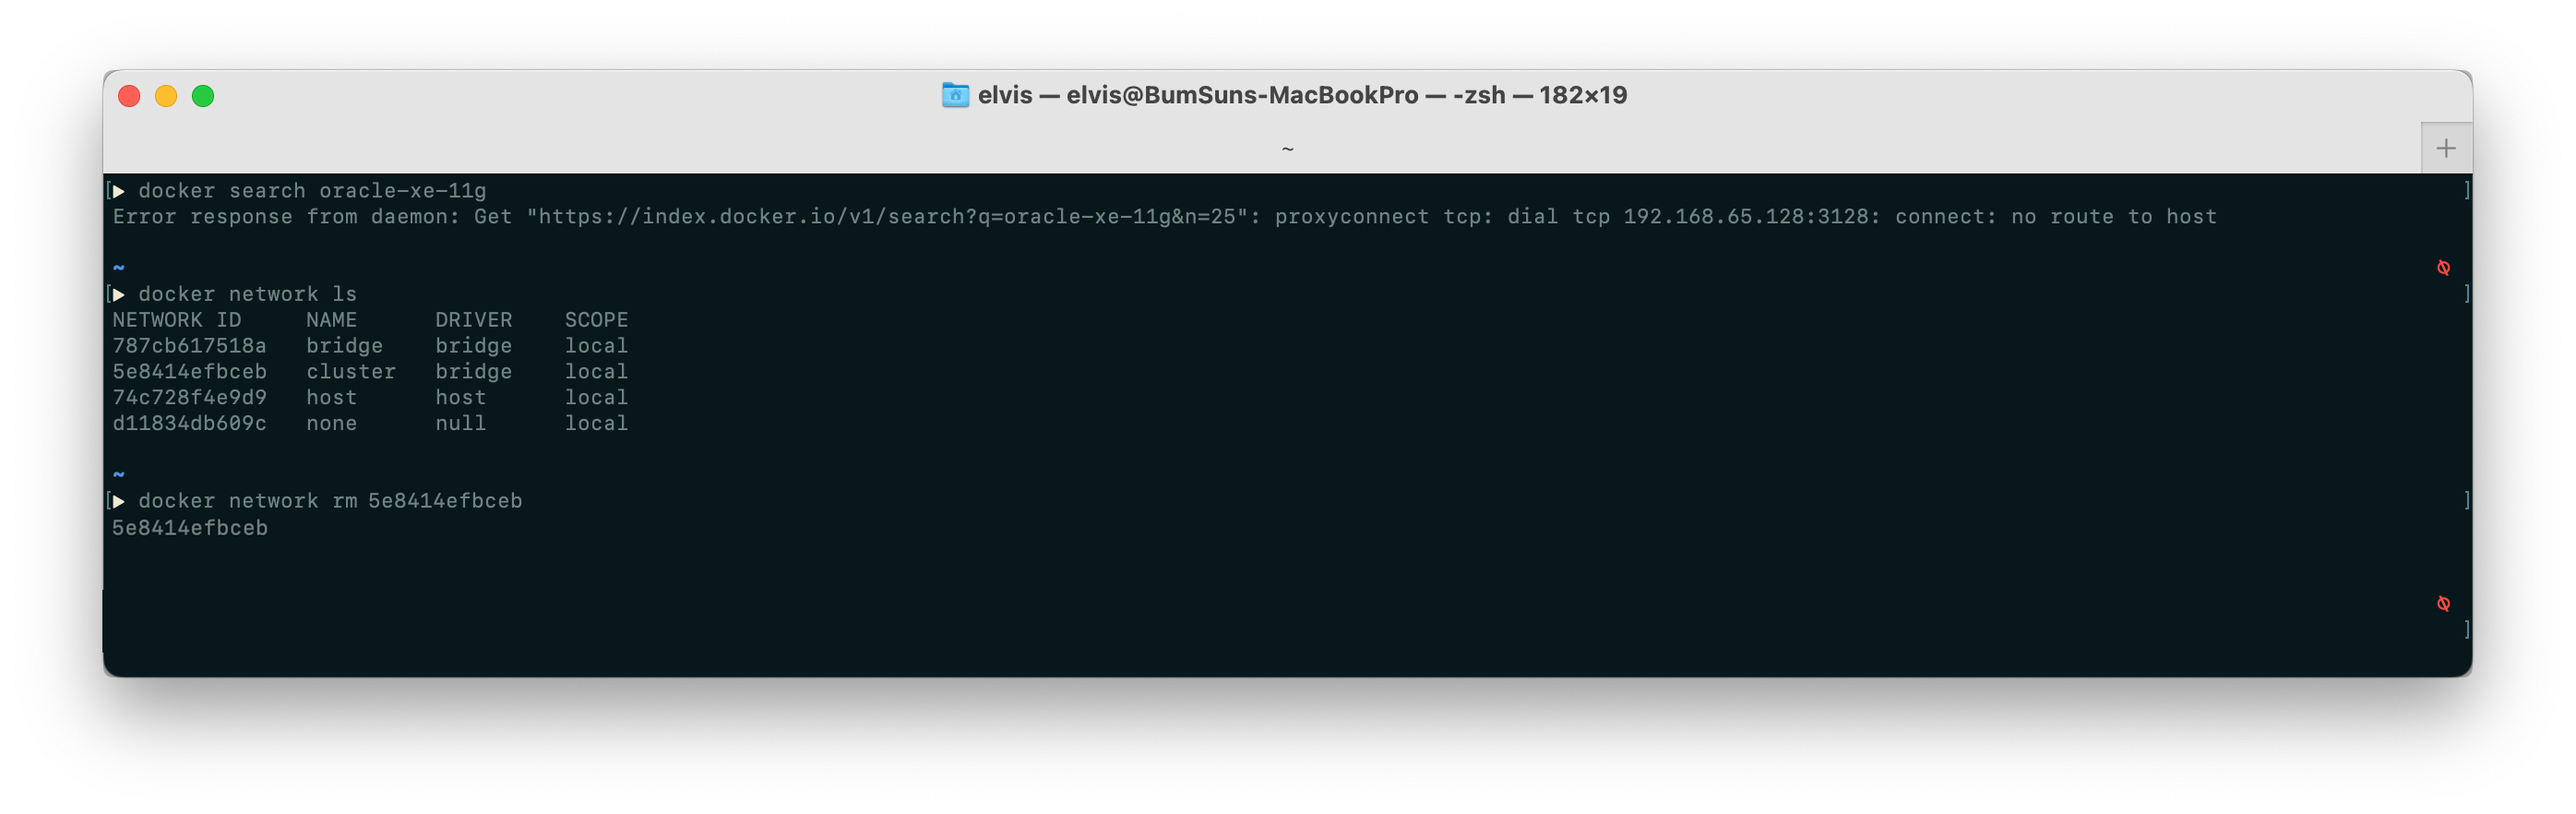 elvis — elvis@BumSuns-MacBookPro — -zsh — 182×19
~
+
[▶ docker search oracle-xe-11g ]
Error response from daemon: Get "https://index.docker.io/v1/search?q=oracle-xe-11g&n=25": proxyconnect tcp: dial tcp 192.168.65.128:3128: connect: no route to host
~
[▶ docker network ls ]
NETWORK ID NAME DRIVER SCOPE
787cb617518a bridge bridge local
5e8414efbceb cluster bridge local
74c728f4e9d9 host host local
d11834db609c none null local
~
[▶ docker network rm 5e8414efbceb ]
5e8414efbceb
]